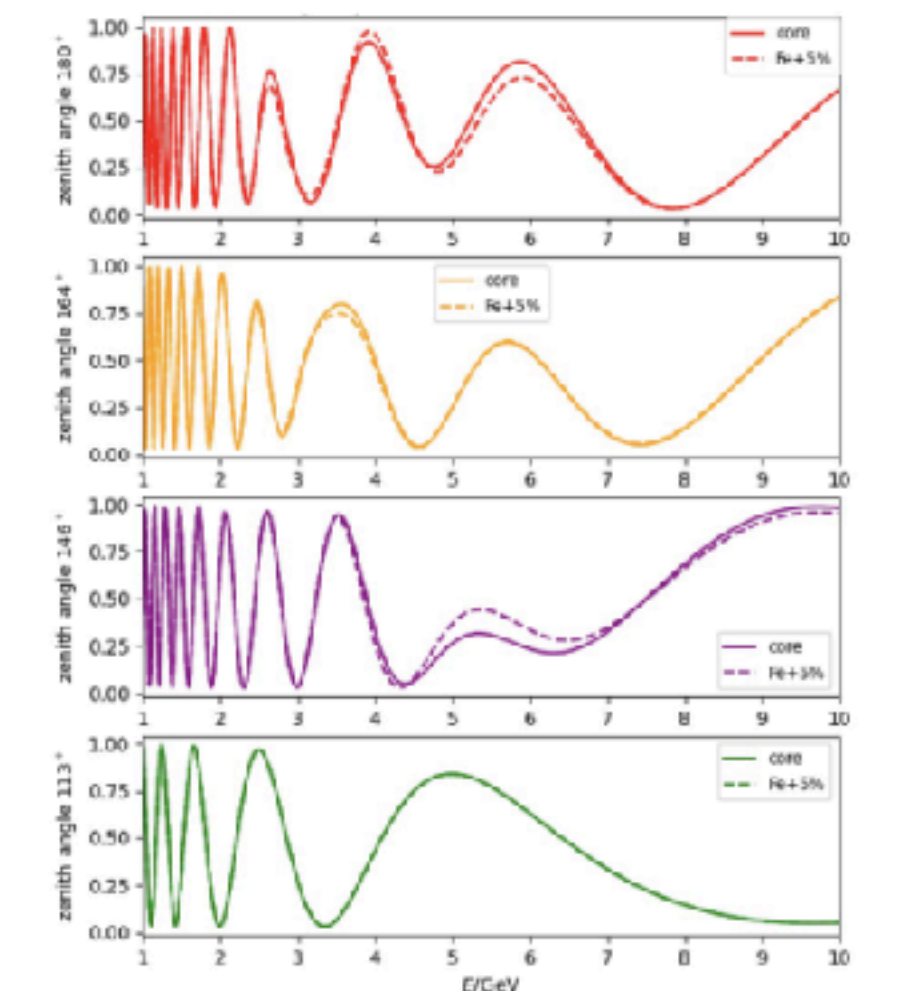 zenith angle 180°
1.00
0.75
0.50
0.25
0.00
core
Fe+5%
1 2 3 4 5 6 7 8 9 10
zenith angle 164°
1.00
0.75
0.50
0.25
0.00
core
Fe+5%
1 2 3 4 5 6 7 8 9 10
zenith angle 146°
1.00
0.75
0.50
0.25
0.00
core
Fe+5%
1 2 3 4 5 6 7 8 9 10
zenith angle 113°
1.00
0.75
0.50
0.25
0.00
core
Fe+5%
1 2 3 4 5 6 7 8 9 10
E/GeV